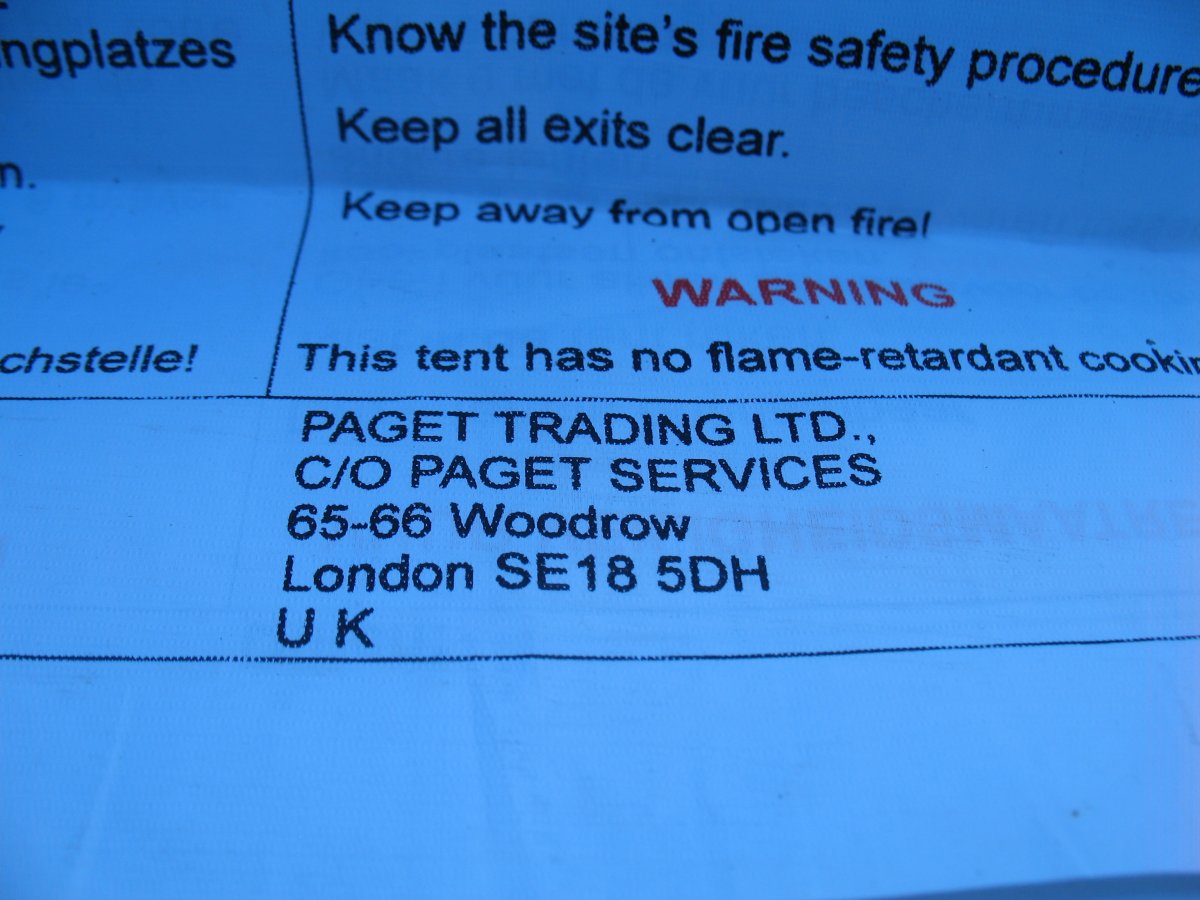 ngplatzes
n.
chstelle!
Know the site's fire safety procedure
Keep all exits clear.
Keep away from open fire!
WARNING
This tent has no flame-retardant cookin
PAGET TRADING LTD.,
C/O PAGET SERVICES
65-66 Woodrow
London SE18 5DH
U K